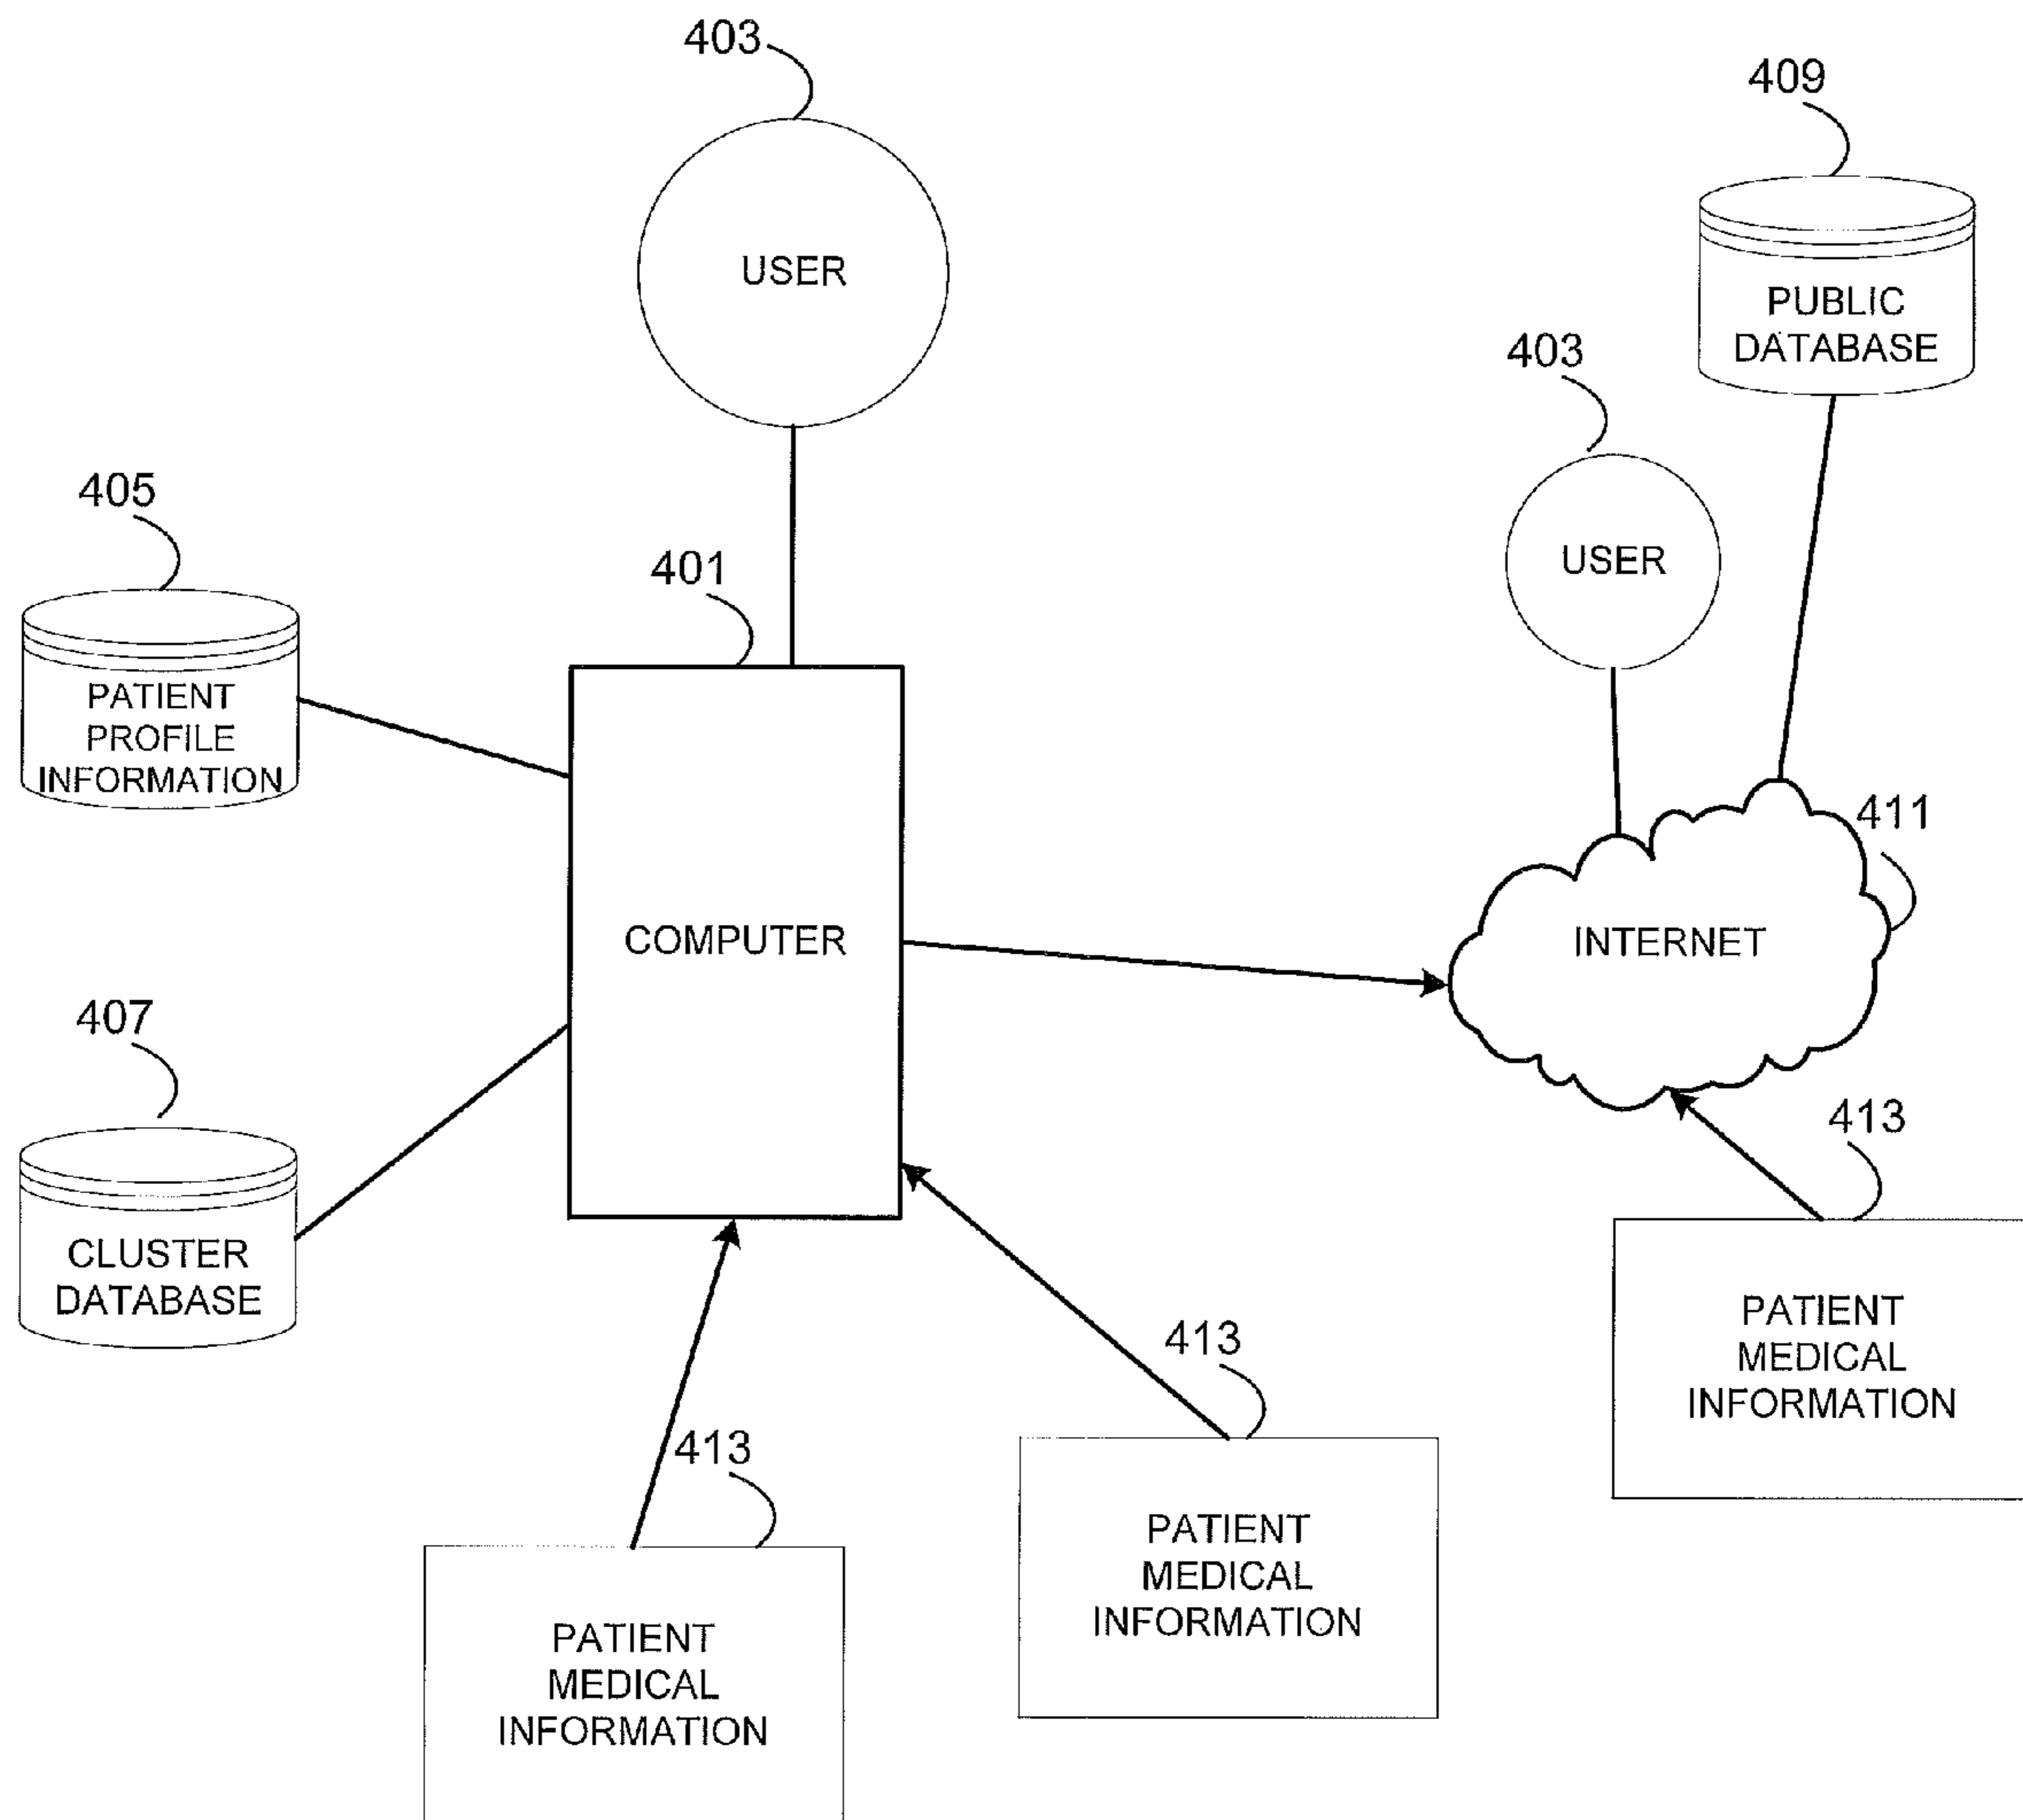 403
409
USER
PUBLIC
DATABASE
403
USER
405
401
PATIENT
PROFILE
INFORMATION
411
COMPUTER
INTERNET
407
413
CLUSTER
DATABASE
PATIENT
MEDICAL
INFORMATION
413
413
PATIENT
MEDICAL
INFORMATION
PATIENT
MEDICAL
INFORMATION